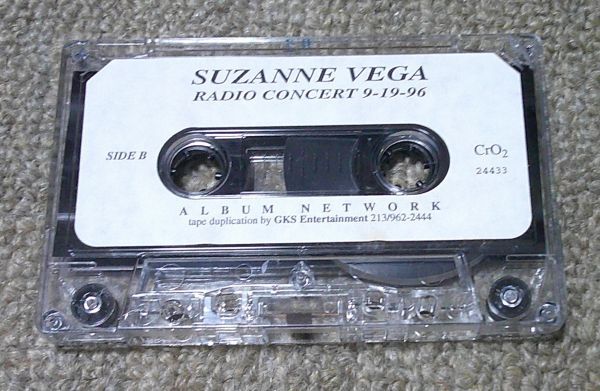 SUZANNE VEGA
RADIO CONCERT 9-19-96
SIDE B
CrO2
24433
ALBUM NETWORK
tape duplication by GKS Entertainment 213/962-2444